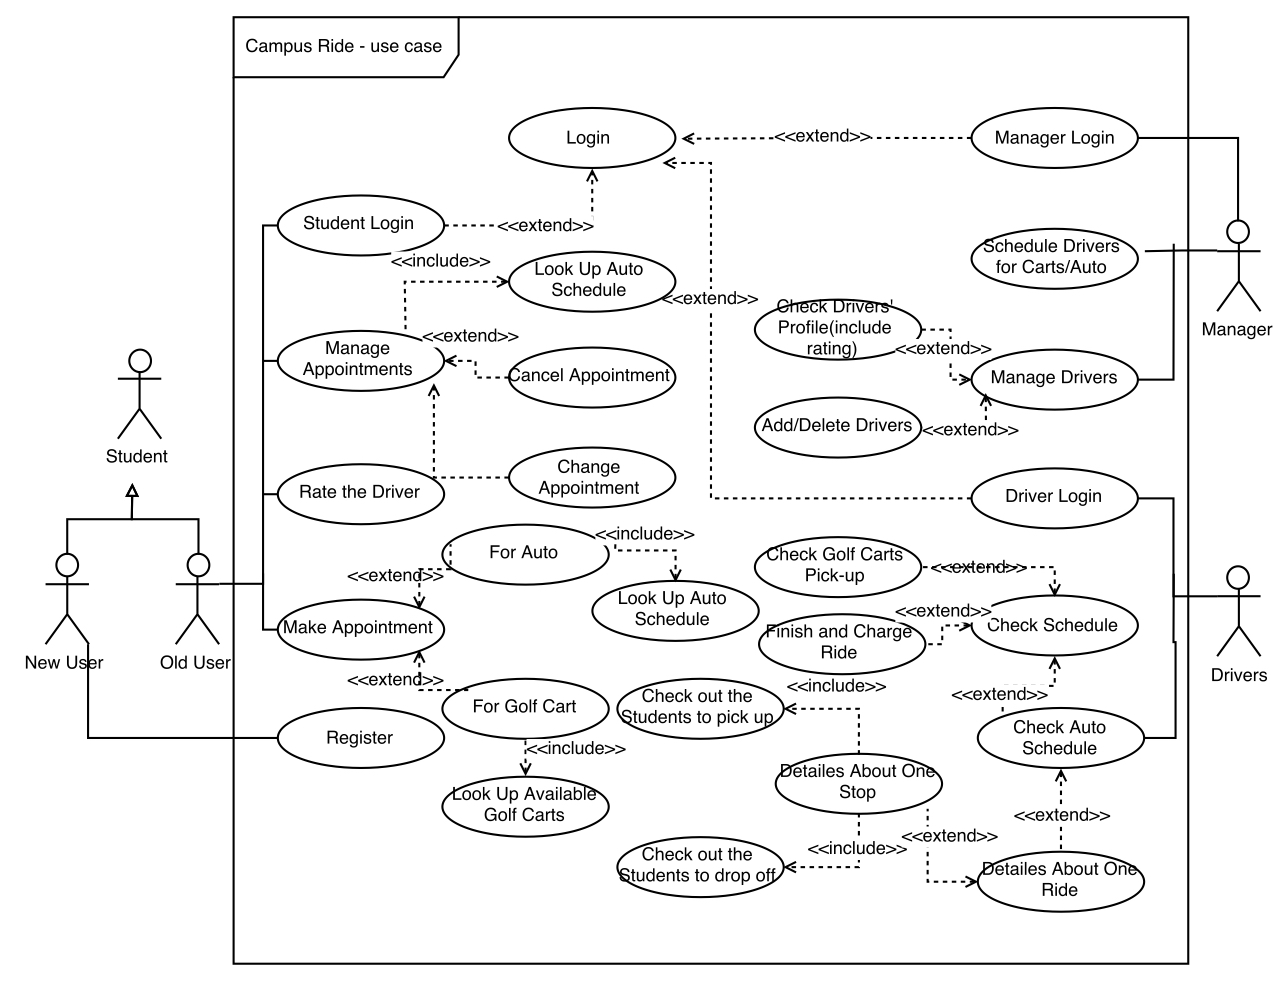 Campus Ride - use case
Login
<<extend>>
Manager Login
Student Login
<<extend>>
<<include>>
Look Up Auto
Schedule
Schedule Drivers
for Carts/Auto
<<extend>>
Check Drivers'
Profile(include
rating)
<<extend>>
Manager
<<extend>>
Manage
Appointments
Cancel Appointment
Manage Drivers
Add/Delete Drivers
<<extend>>
Student
Change
Appointment
Rate the Driver
Driver Login
<<include>>
For Auto
Check Golf Carts
Pick-up
<<extend>>
<<extend>>
Look Up Auto
Schedule
<<extend>>
Make Appointment
Finish and Charge
Ride
Check Schedule
New User
Old User
Drivers
<<extend>>
<<include>>
<<extend>>
For Golf Cart
Check out the
Students to pick up
Register
<<include>>
Check Auto
Schedule
Detailes About One
Stop
Look Up Available
Golf Carts
<<extend>>
<<extend>>
<<include>>
Check out the
Students to drop off
Detailes About One
Ride